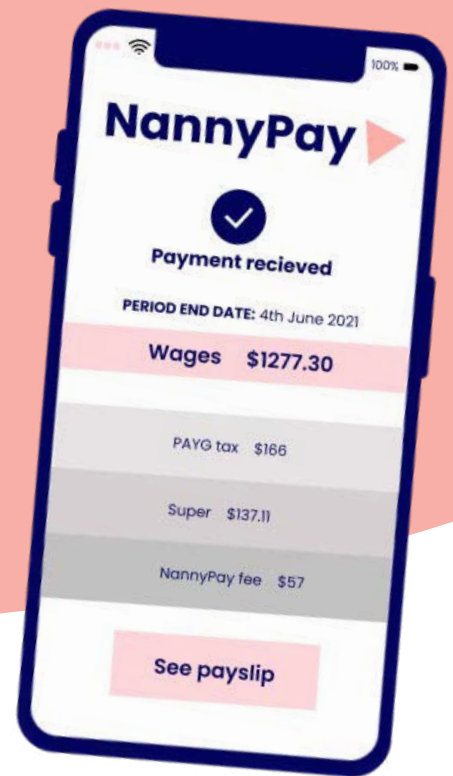 100%
NannyPay
Payment recieved
PERIOD END DATE: 4th June 2021
Wages $1277.30
PAYG tax $166
Super $137.11
NannyPay fee $57
See payslip